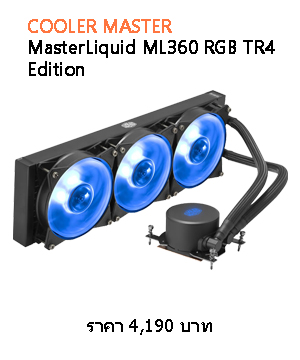 COOLER MASTER
MasterLiquid ML360 RGB TR4
Edition
ราคา 4,190 บาท